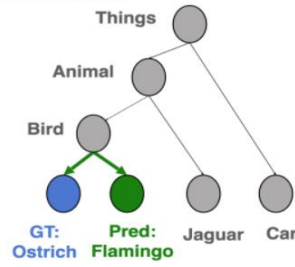 Things
Animal
Bird
GT:
Ostrich
Pred:
Flamingo
Jaguar
Car